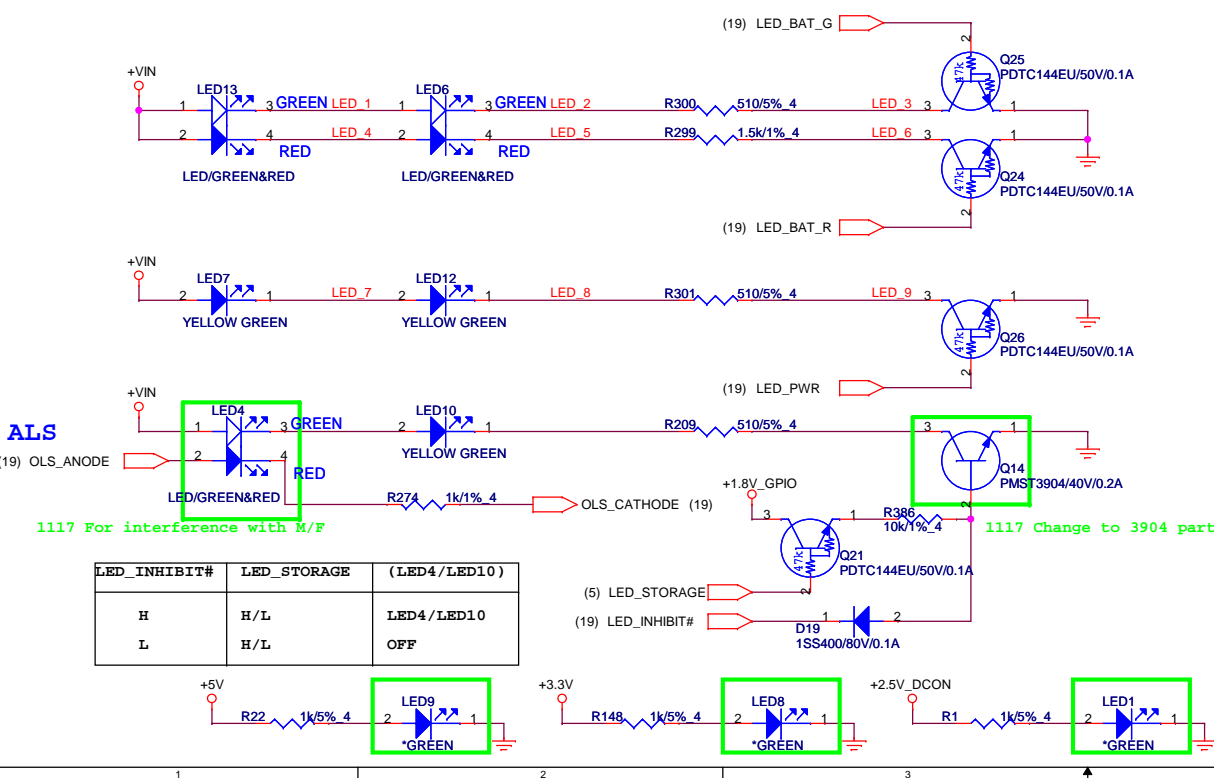 (19) LED_BAT_G
2
Q25
PDTC144EU/50V/0.1A
47k
+VIN
LED13
LED6
1 3 GREEN LED_1 1 3 GREEN LED_2 R300 510/5%_4 LED_3 3 1
2 4 LED_4 2 4 LED_5 R299 1.5k/1%_4 LED_6 3 1
RED RED
LED/GREEN&RED LED/GREEN&RED
47k
Q24
PDTC144EU/50V/0.1A
2
(19) LED_BAT_R
+VIN
LED7 LED12
2 1 LED_7 2 1 LED_8 R301 510/5%_4 LED_9 3 1
YELLOW GREEN YELLOW GREEN
47k
Q26
PDTC144EU/50V/0.1A
2
(19) LED_PWR
+VIN
LED4 LED10
ALS
1 3 GREEN 2 1 R209 510/5%_4 3 1
YELLOW GREEN
(19) OLS_ANODE 2 4
RED
LED/GREEN&RED
Q14
PMST3904/40V/0.2A
2
R274 1k/1%_4 OLS_CATHODE (19)
+1.8V_GPIO
1117 For interference with M/F
3 1 R386
10k/1%_4
1117 Change to 3904 part
47k
Q21
PDTC144EU/50V/0.1A
2
(5) LED_STORAGE
(19) LED_INHIBIT# 1 2
D19
1SS400/80V/0.1A
LED_INHIBIT# LED_STORAGE (LED4/LED10)
H H/L LED4/LED10
L H/L OFF
+5V +3.3V +2.5V_DCON
LED9 LED8 LED1
R22 1k/5%_4 2 1 R148 1k/5%_4 2 1 R1 1k/5%_4 2 1
*GREEN *GREEN *GREEN
1 2 3